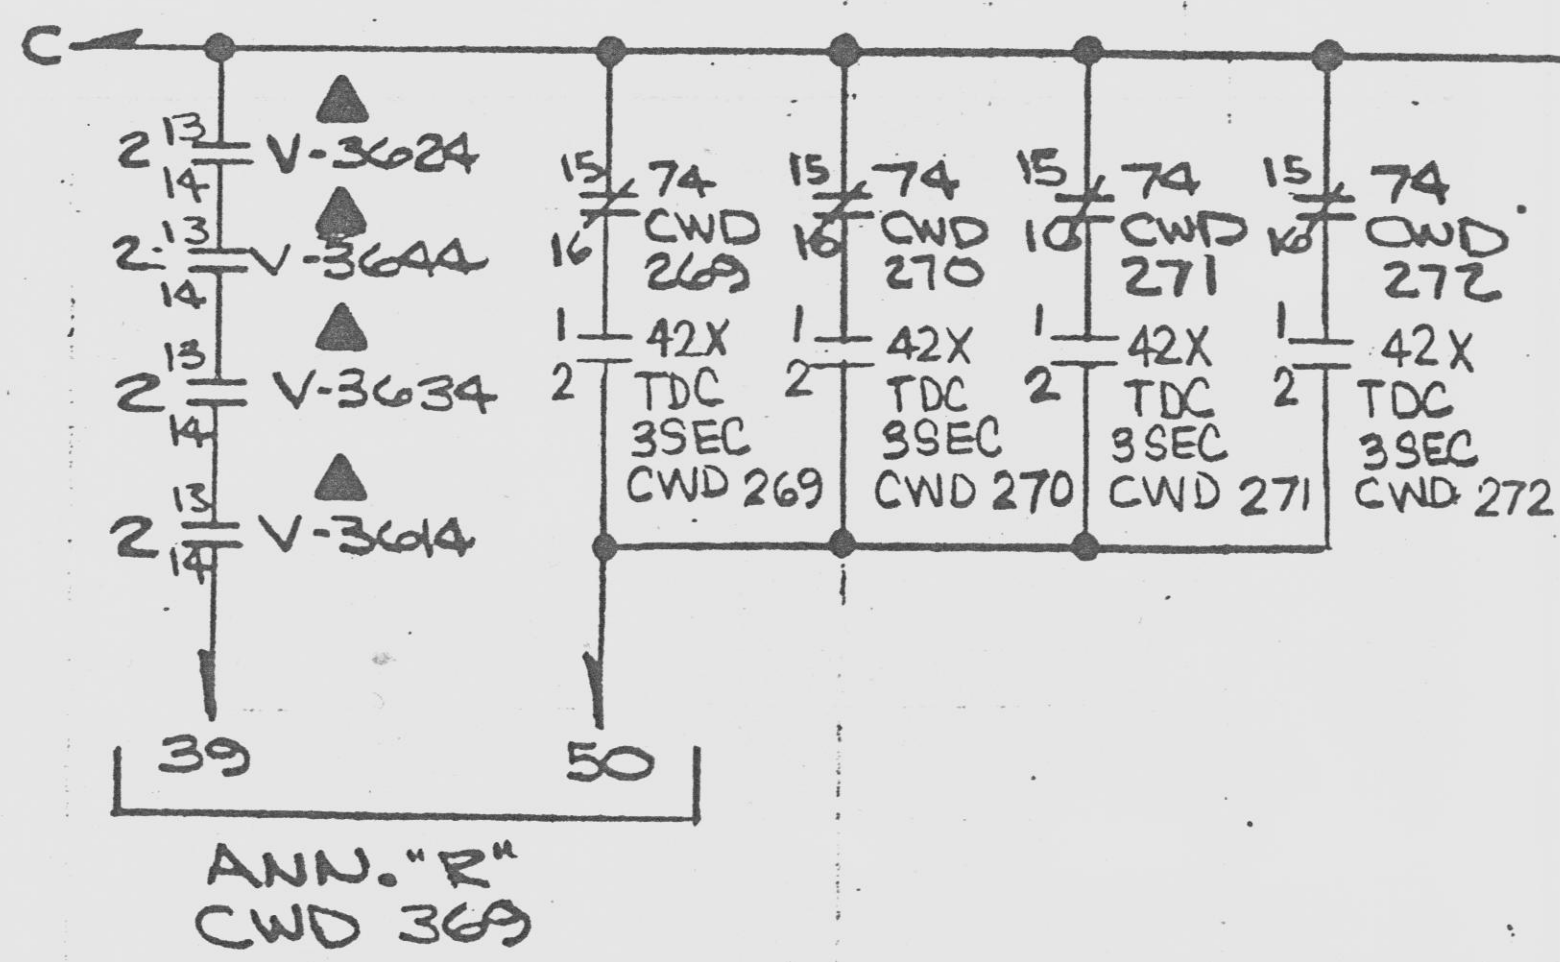 C
2 13 V-3624
14
2 13 V-3644
14
2 13 V-3634
14
2 13 V-3614
14
15 74
16 CWD
269
1 42X
2 TDC
3SEC
CWD 269
15 74
16 CWD
270
1 42X
2 TDC
3SEC
CWD 270
15 74
16 CWD
271
1 42X
2 TDC
3SEC
CWD 271
15 74
16 CWD
272
1 42X
2 TDC
3SEC
CWD 272
39
50
ANN. "R"
CWD 369